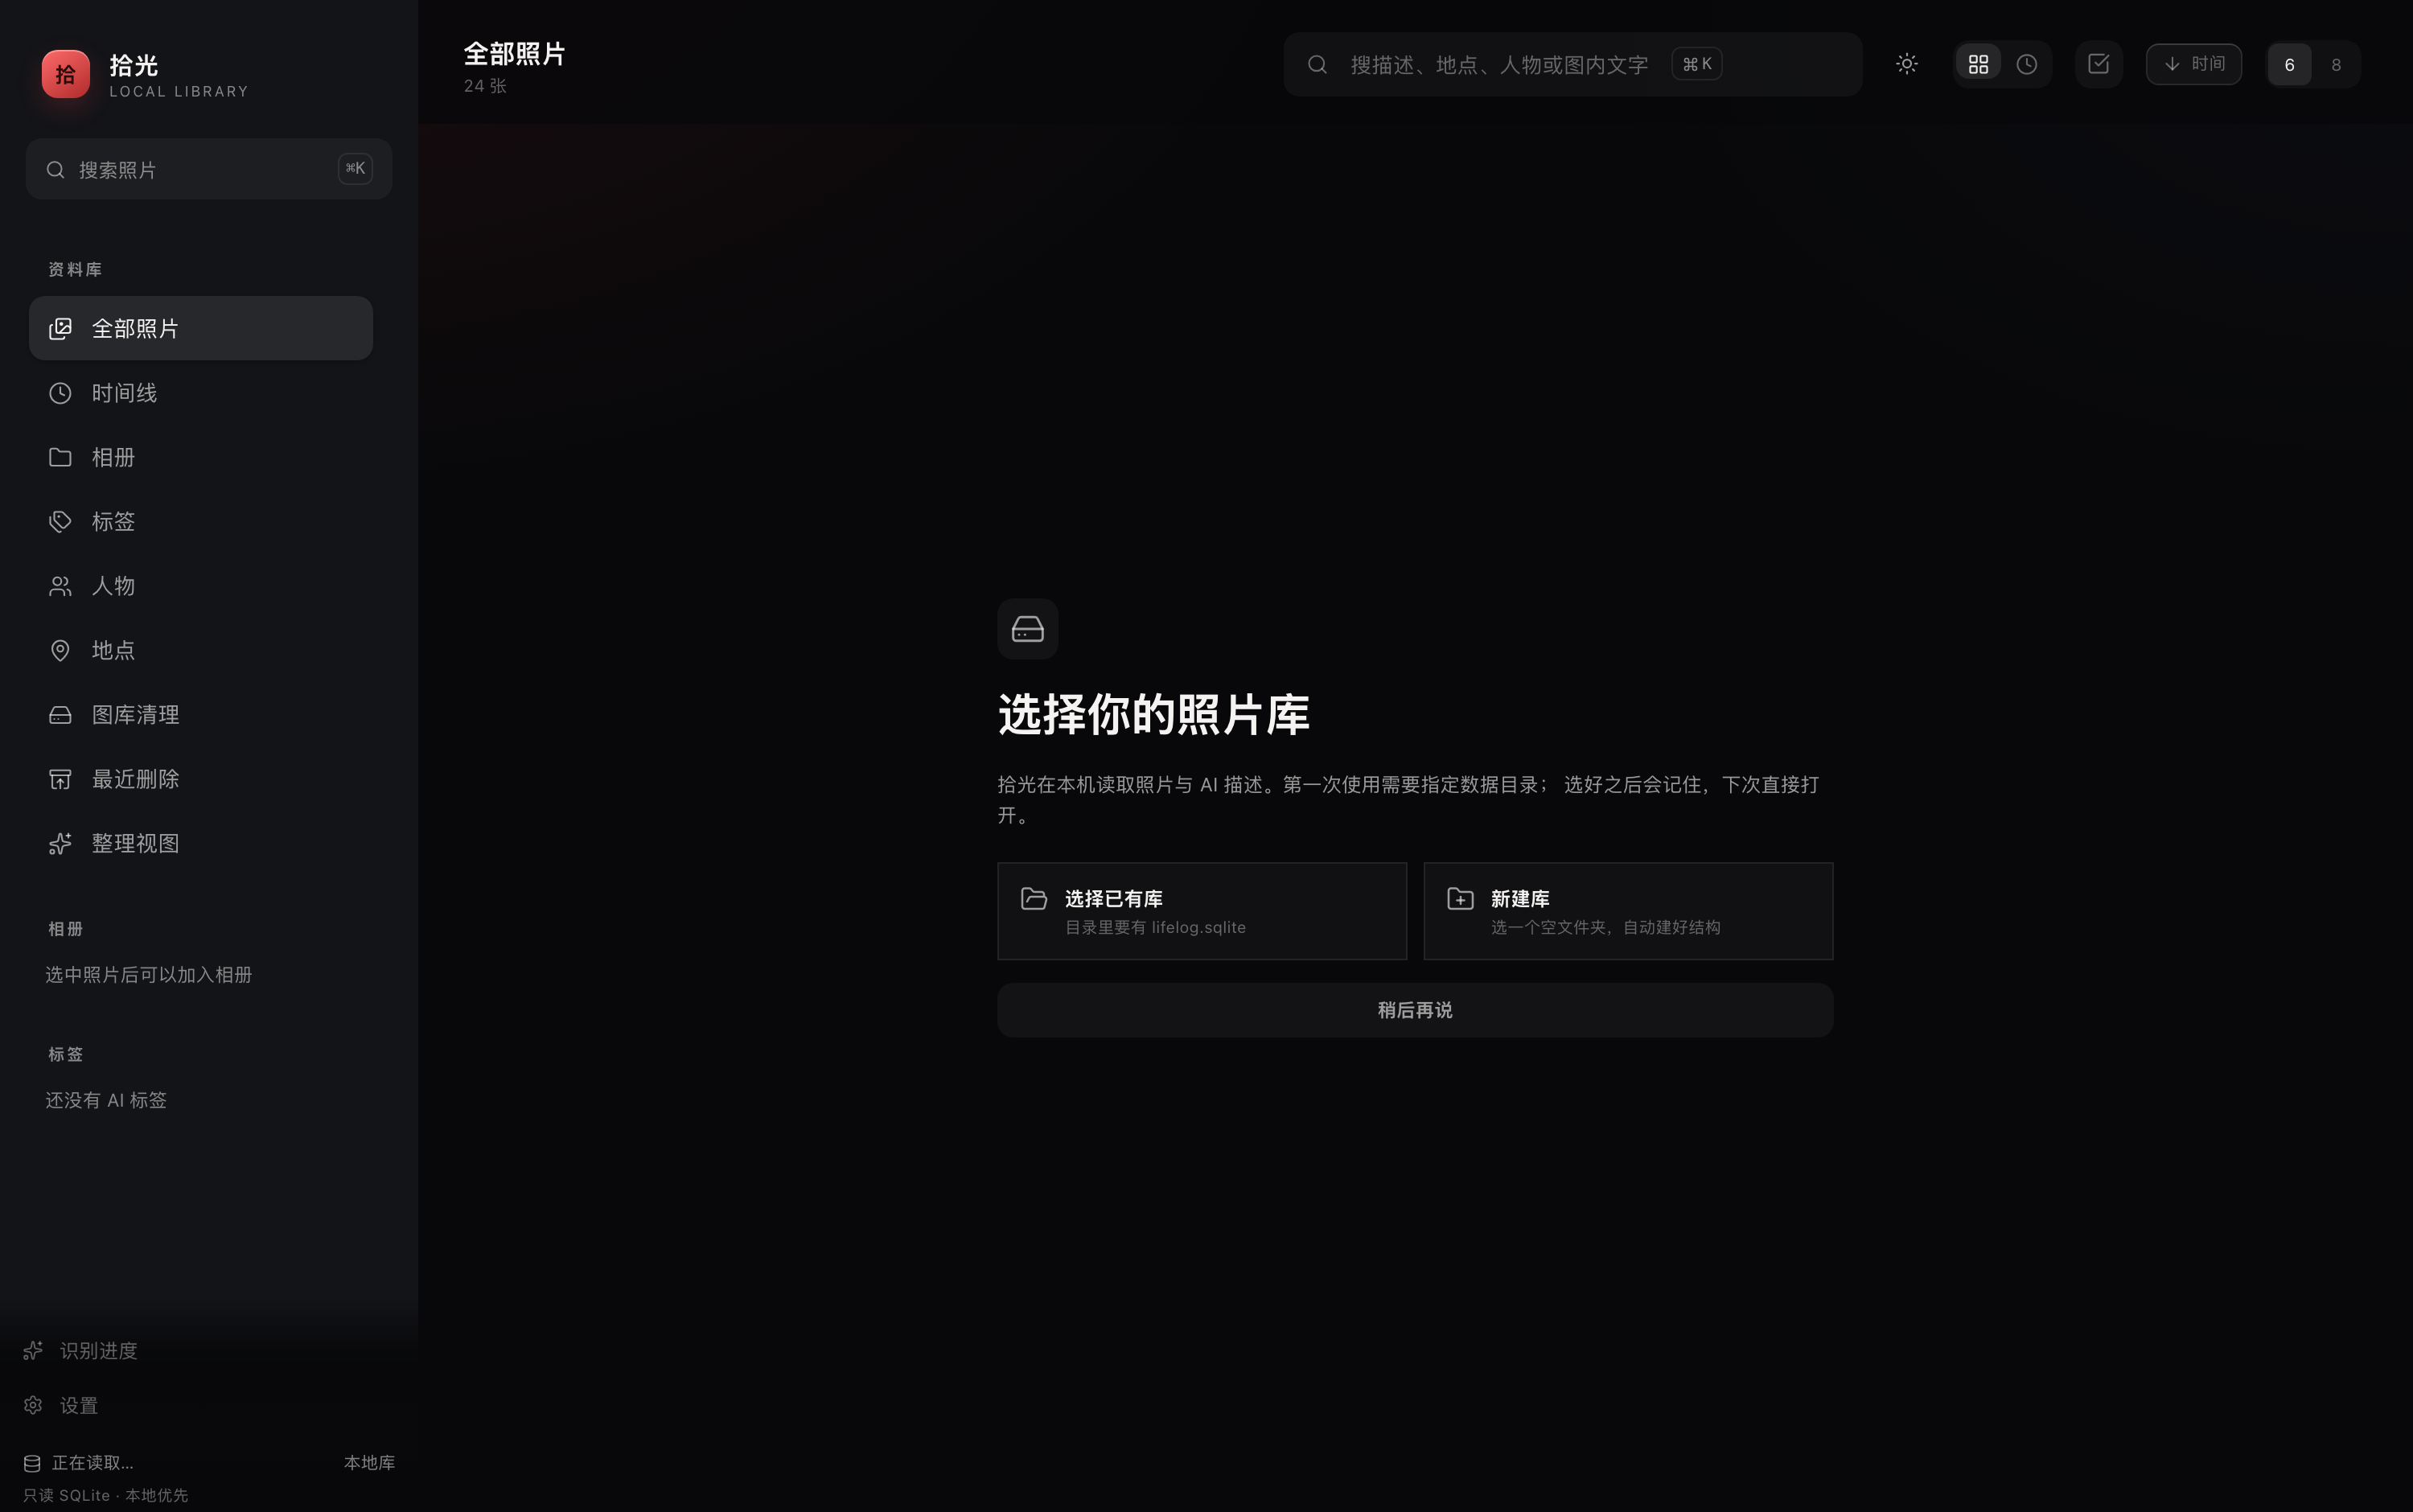 拾
拾光
LOCAL LIBRARY
搜索照片
⌘K
资料库
全部照片
时间线
相册
标签
人物
地点
图库清理
最近删除
整理视图
相册
选中照片后可以加入相册
标签
还没有 AI 标签
识别进度
设置
正在读取...
本地库
只读 SQLite · 本地优先
全部照片
24 张
搜描述、地点、人物或图内文字
⌘ K
时间
6
8
选择你的照片库
拾光在本机读取照片与 AI 描述。第一次使用需要指定数据目录； 选好之后会记住，下次直接打
开。
选择已有库
目录里要有 lifelog.sqlite
新建库
选一个空文件夹，自动建好结构
稍后再说